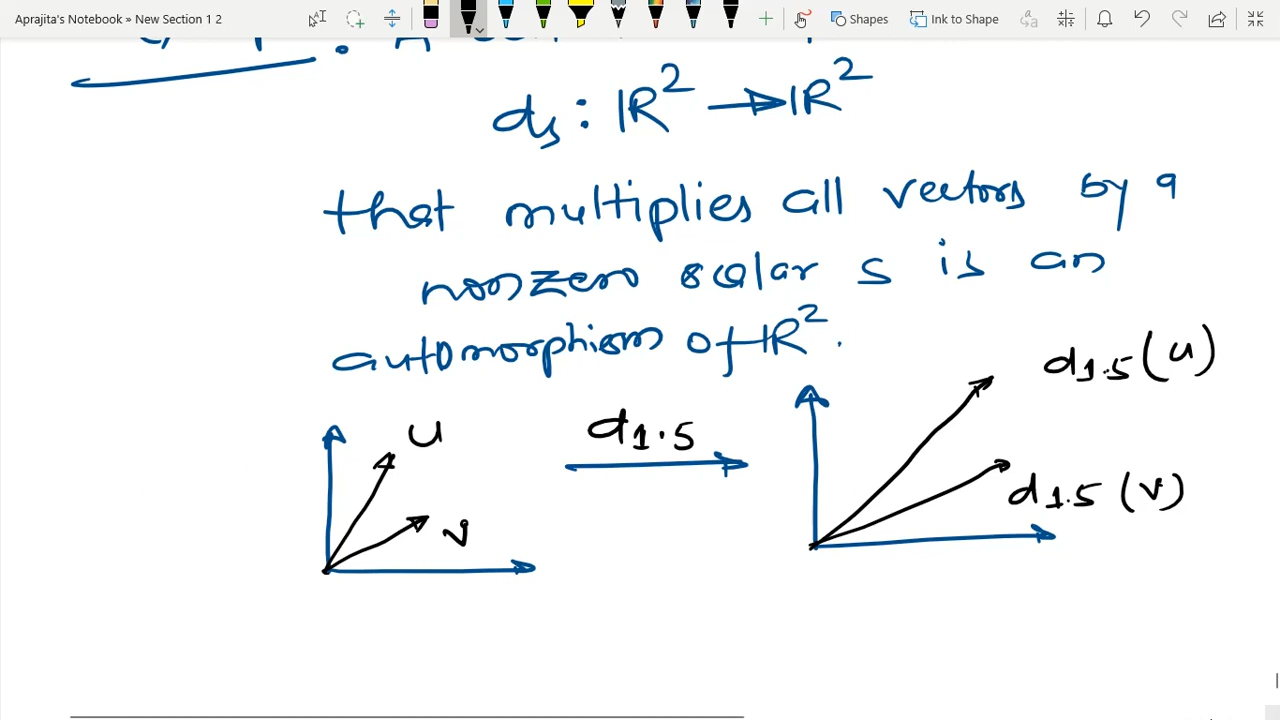 Aprajita's Notebook » New Section 1 2
Shapes
Ink to Shape
ds : IR² → IR²
that multiplies all vectors by a
nonzero scalar s is an
automorphism of IR².
u
v
d1.5
d1.5 (u)
d1.5 (v)